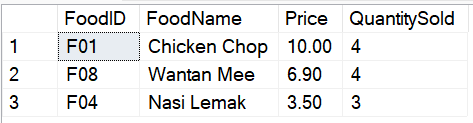 FoodID FoodName Price QuantitySold
1 F01 Chicken Chop 10.00 4
2 F08 Wantan Mee 6.90 4
3 F04 Nasi Lemak 3.50 3